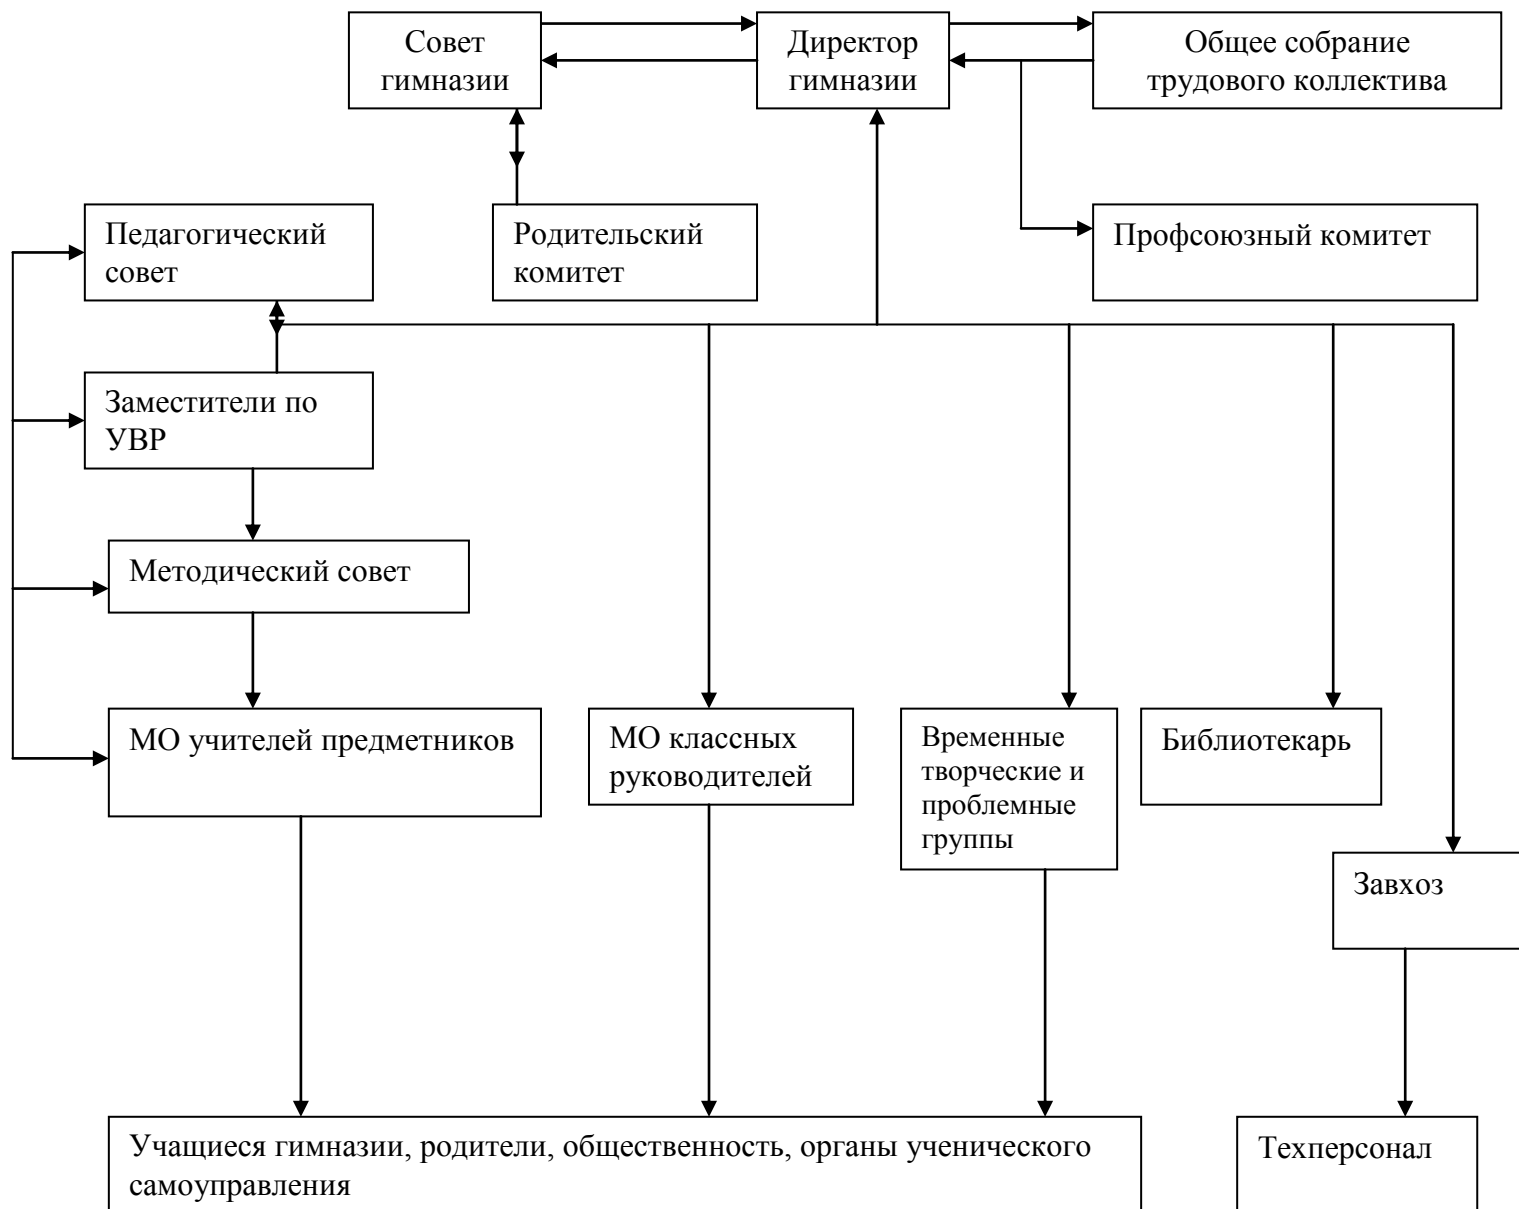 Совет
гимназии
Директор
гимназии
Общее собрание
трудового коллектива
Педагогический
совет
Родительский
комитет
Профсоюзный комитет
Заместители по
УВР
Методический совет
МО учителей предметников
МО классных
руководителей
Временные
творческие и
проблемные
группы
Библиотекарь
Завхоз
Учащиеся гимназии, родители, общественность, органы ученического
самоуправления
Техперсонал